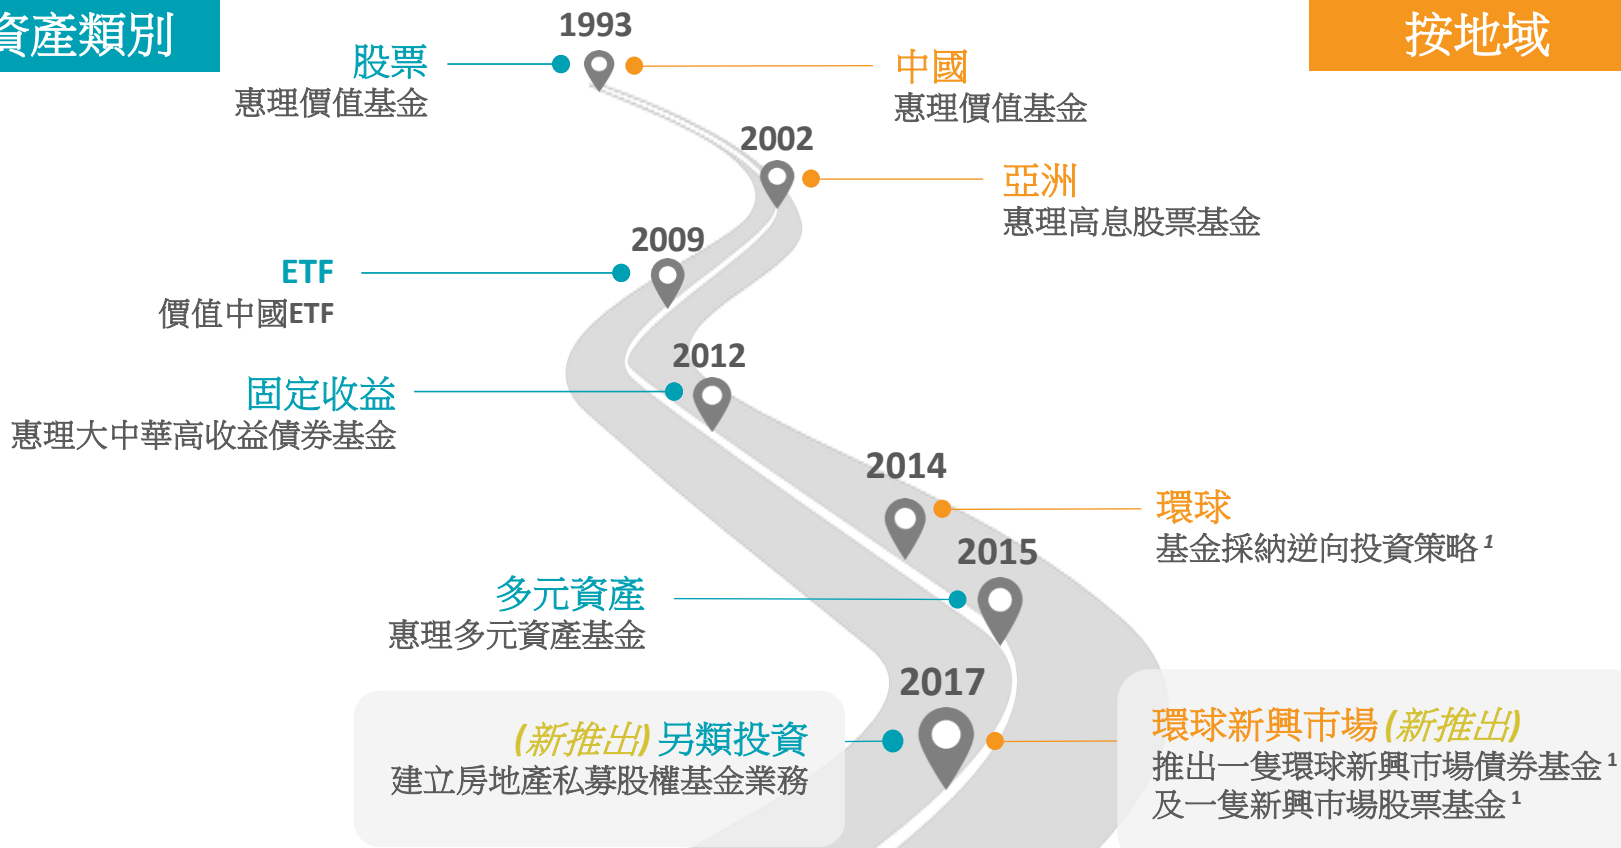 資產類別
按地域
1993
股票
惠理價值基金
中國
惠理價值基金
2002
亞洲
惠理高息股票基金
2009
ETF
價值中國ETF
2012
固定收益
惠理大中華高收益債券基金
2014
環球
基金採納逆向投資策略 1
2015
多元資產
惠理多元資產基金
2017
(新推出) 另類投資
建立房地產私募股權基金業務
環球新興市場 (新推出)
推出一隻環球新興市場債券基金 1
及一隻新興市場股票基金 1